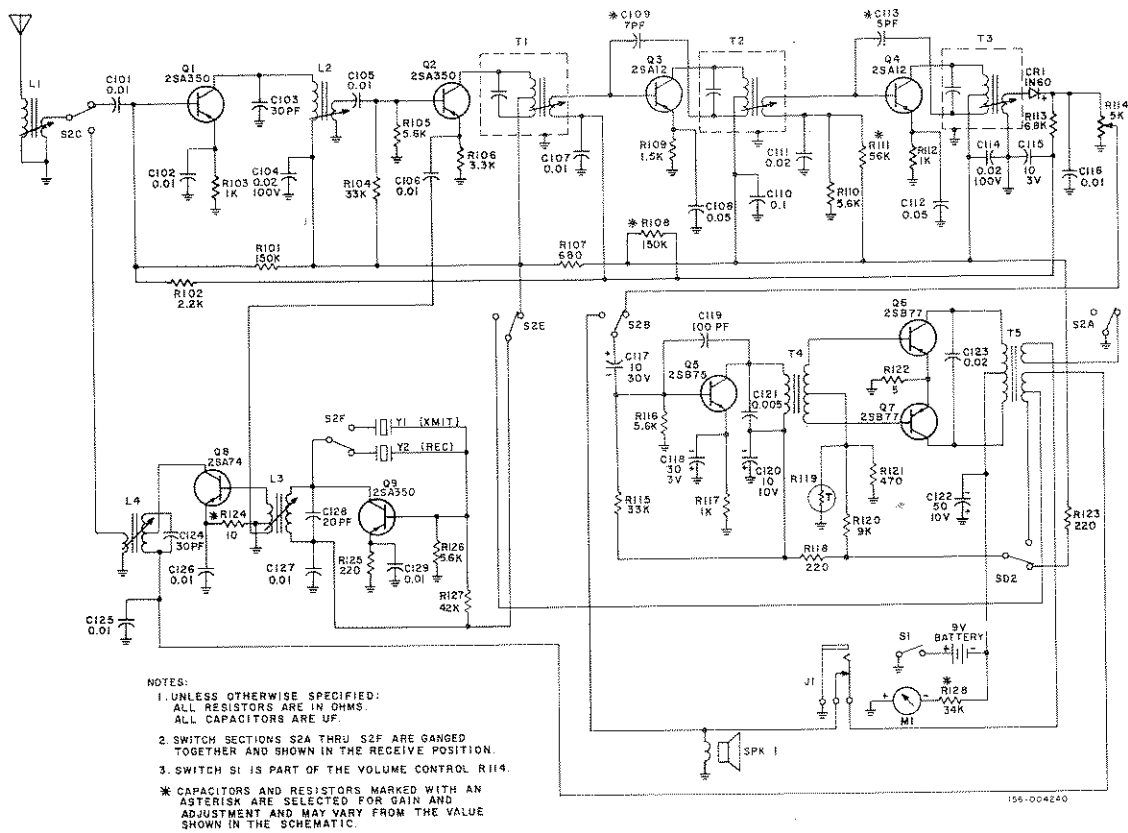 L1
C101
0.01
S2C
Q1
2SA350
C103
30PF
C102
0.01
R103
1K
C104
0.02
100V
L2
C105
0.01
R105
5.6K
R104
33K
Q2
2SA350
R106
3.3K
C106
0.01
T1
C107
0.01
*C109
7PF
Q3
2SA12
R109
1.5K
C108
0.05
T2
C110
0.1
C111
0.02
R110
5.6K
*
R111
56K
*C113
5PF
Q4
2SA12
R112
1K
C112
0.05
T3
CR1
1N60
+
R113
6.8K
R114
5K
C114
0.02
100V
C115
10
3V
C116
0.01
R101
150K
R102
2.2K
R107
680
*R108
150K
S2E
S2B
C117
10
30V
C119
100 PF
Q5
2SB75
R116
5.6K
C118
30
3V
R117
1K
R115
33K
C121
0.005
C120
10
10V
T4
R118
220
R119
T
R120
9K
R121
470
Q6
2SB77
R122
5
Q7
2SB77
C123
0.02
T5
C122
50
10V
S2A
R123
220
SD2
S2F
Y1 (XMIT)
Y2 (REC)
Q8
2SA74
L4
C124
30PF
*R124
10
L3
C128
20PF
Q9
2SA350
C126
0.01
C127
0.01
R125
220
C129
0.01
R126
5.6K
R127
42K
C125
0.01
S1
9V
BATTERY
+ -
J1
+ M1 -
*
R128
34K
SPK 1
NOTES:
1. UNLESS OTHERWISE SPECIFIED:
ALL RESISTORS ARE IN OHMS.
ALL CAPACITORS ARE UF.
2. SWITCH SECTIONS S2A THRU S2F ARE GANGED
TOGETHER AND SHOWN IN THE RECEIVE POSITION.
3. SWITCH S1 IS PART OF THE VOLUME CONTROL R114.
* CAPACITORS AND RESISTORS MARKED WITH AN
ASTERISK ARE SELECTED FOR GAIN AND
ADJUSTMENT AND MAY VARY FROM THE VALUE
SHOWN IN THE SCHEMATIC.
156-004240